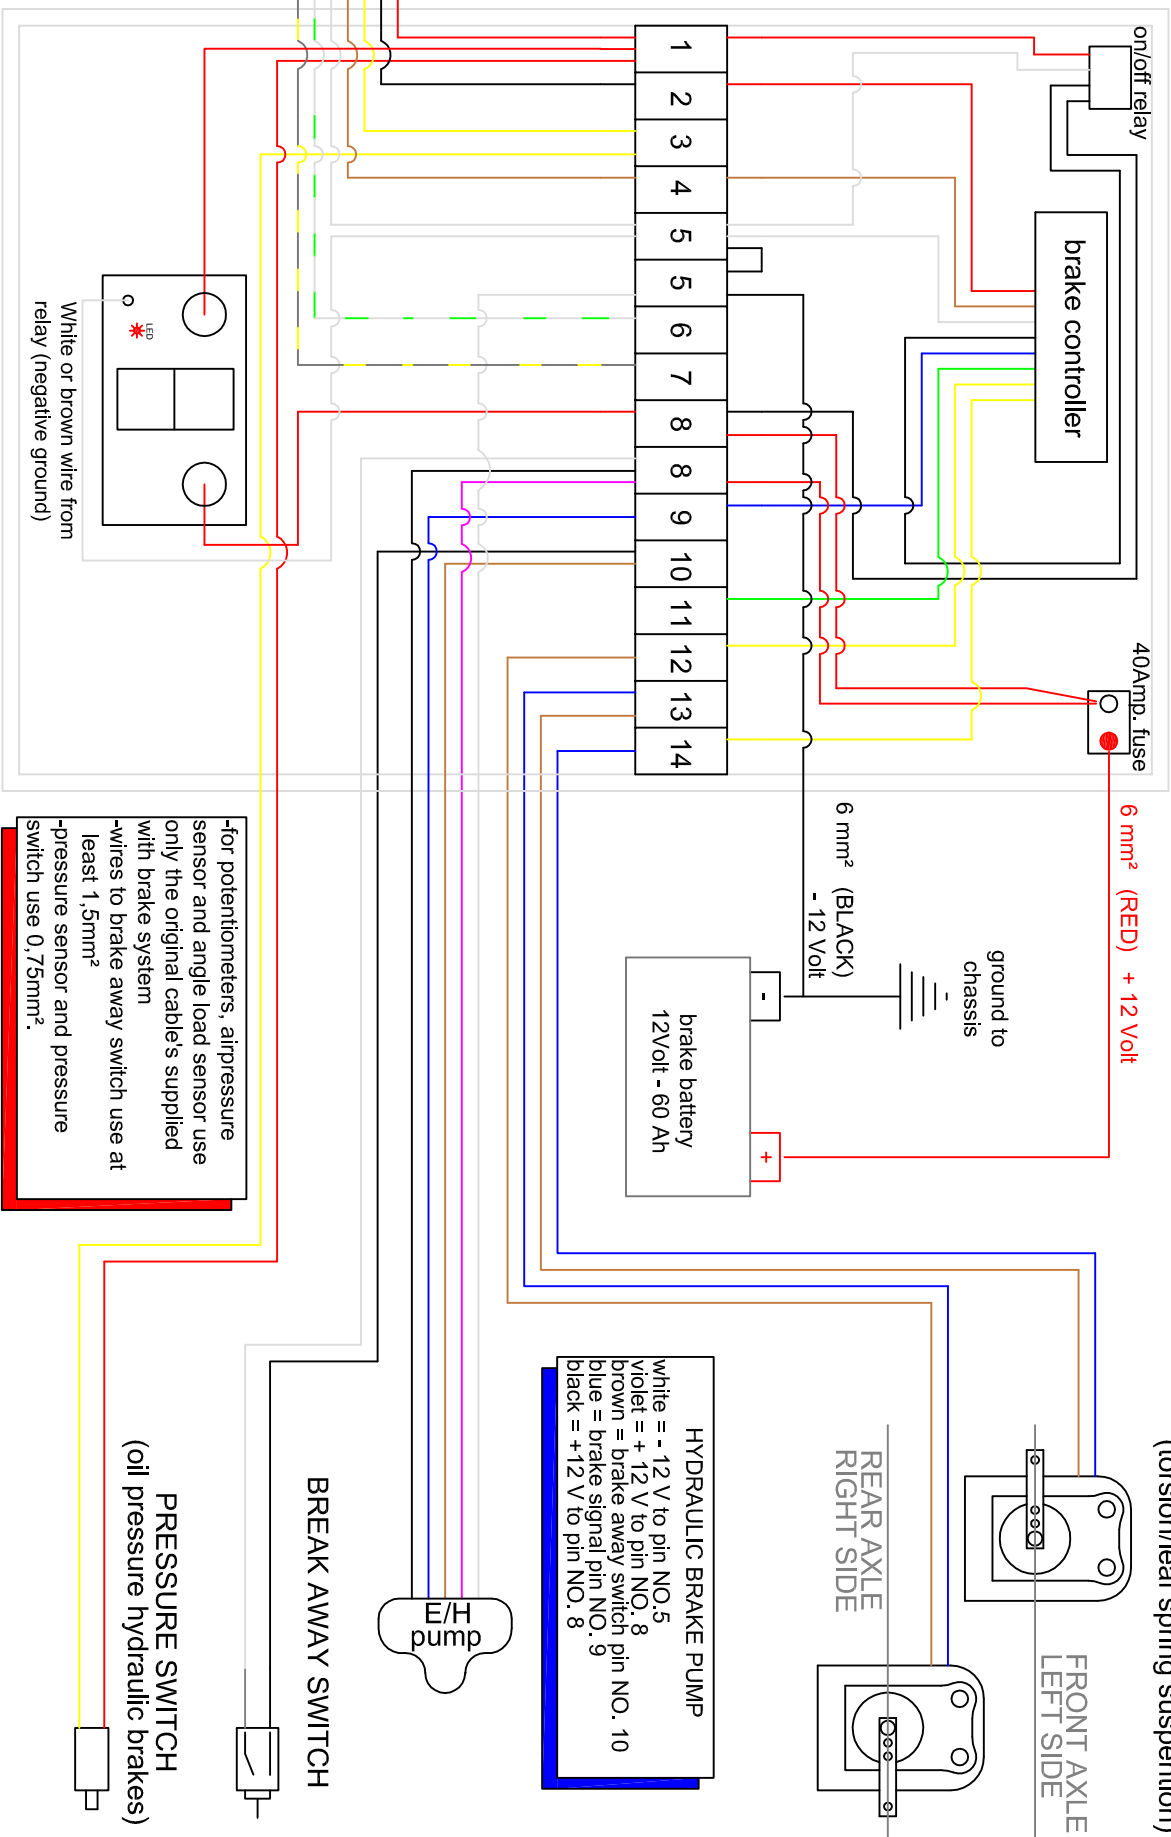 on/off relay
brake controller
40Amp. fuse
1
2
3
4
5
5
6
7
8
8
9
10
11
12
13
14
LED
White or brown wire from
relay (negative ground)
6 mm² (RED) + 12 Volt
6 mm² (BLACK)
- 12 Volt
ground to
chassis
-
+
brake battery
12Volt - 60 Ah
-for potentiometers, airpressure
sensor and angle load sensor use
only the original cable's supplied
with brake system
-wires to brake away switch use at
least 1,5mm²
-pressure sensor and pressure
switch use 0,75mm².
(torsion/leaf spring suspention)
FRONT AXLE
LEFT SIDE
REAR AXLE
RIGHT SIDE
HYDRAULIC BRAKE PUMP
white = - 12 V to pin NO.5
violet = + 12 V to pin NO. 8
brown = brake away switch pin NO. 10
blue = brake signal pin NO. 9
black = +12 V to pin NO. 8
E/H
pump
BREAK AWAY SWITCH
PRESSURE SWITCH
(oil pressure hydraulic brakes)